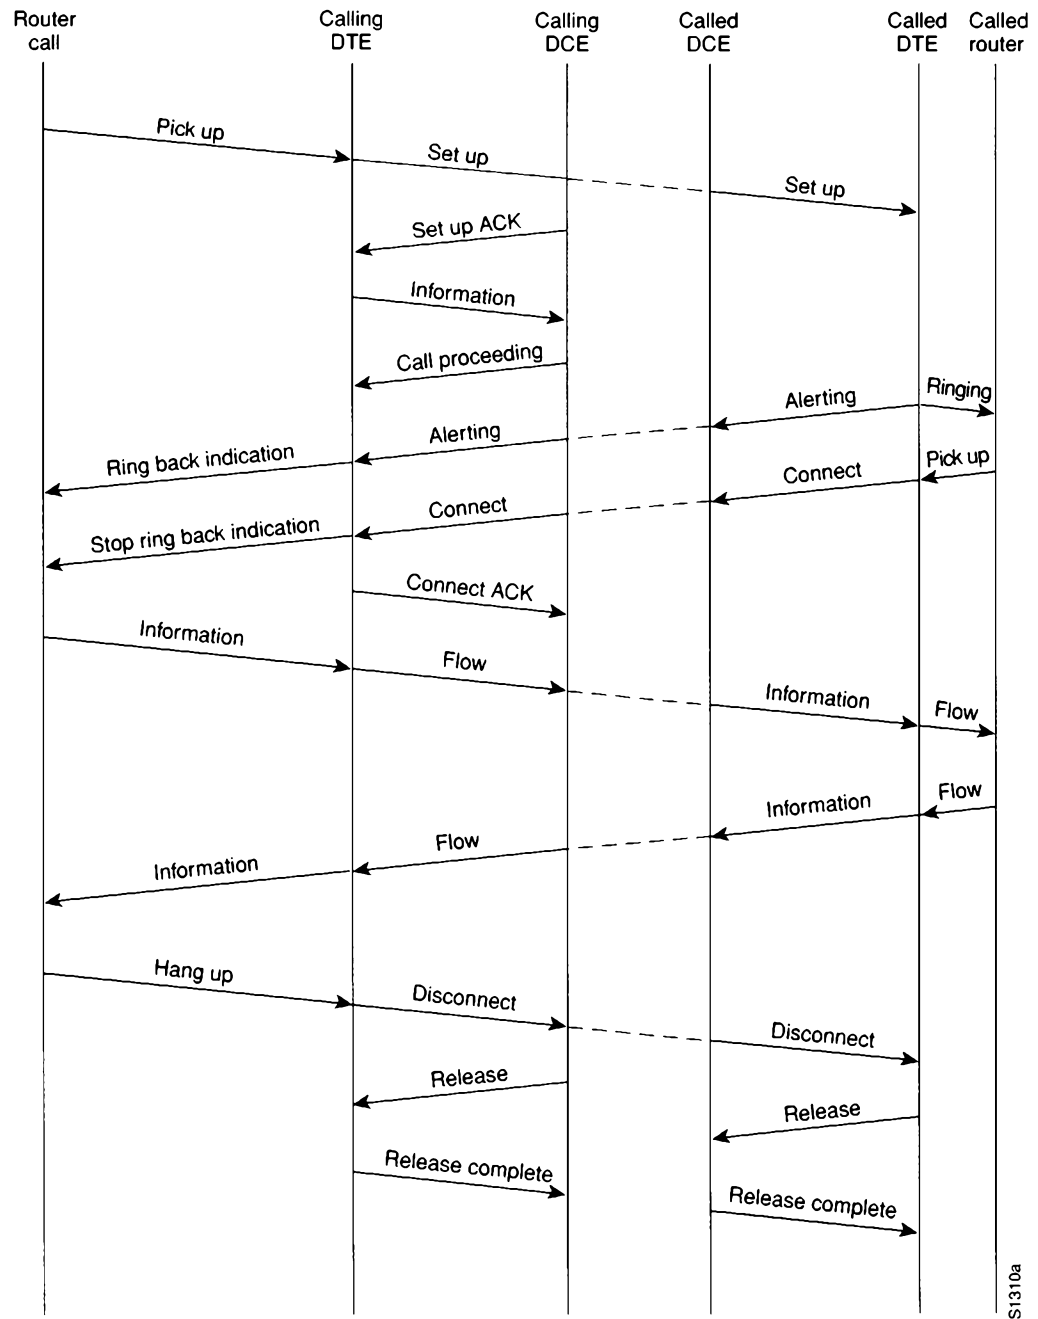 Router call
Calling DTE
Calling DCE
Called DCE
Called DTE
Called router
Pick up
Set up
Set up
Set up ACK
Information
Call proceeding
Ringing
Alerting
Alerting
Ring back indication
Pick up
Connect
Connect
Stop ring back indication
Connect ACK
Information
Flow
Information
Flow
Flow
Information
Flow
Information
Hang up
Disconnect
Disconnect
Release
Release
Release complete
Release complete
S1310a